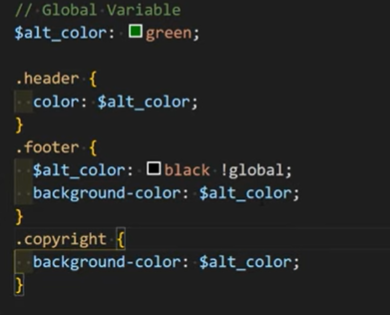 // Global Variable
$alt_color: green;
.header {
color: $alt_color;
}
.footer {
$alt_color: black !global;
background-color: $alt_color;
}
.copyright {
background-color: $alt_color;
}